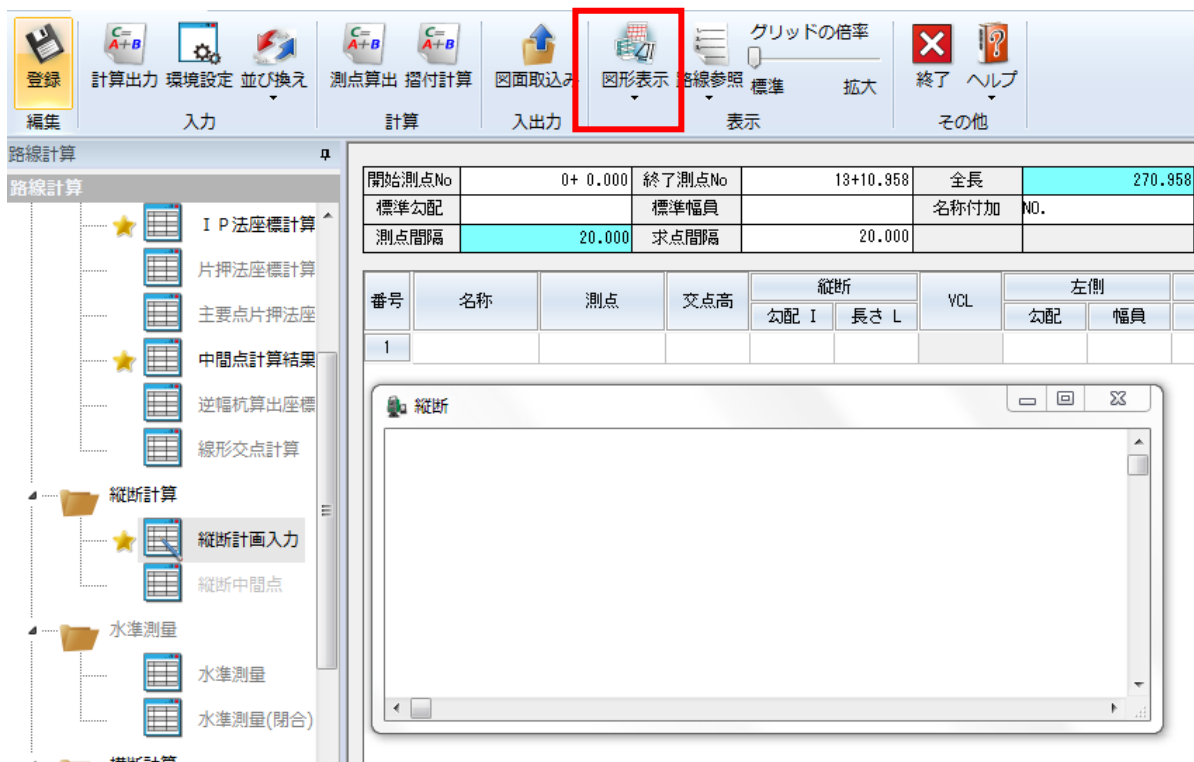 グリッドの倍率
登録 計算出力 環境設定 並び換え 測点算出 摺付計算 図面取込み 図形表示 路線参照 標準 拡大 終了 ヘルプ
編集 入力 計算 入出力 表示 その他
路線計算
路線計算
ＩＰ法座標計算
片押法座標計算
主要点片押法座
中間点計算結果
逆幅杭算出座標
線形交点計算
縦断計算
縦断計画入力
縦断中間点
水準測量
水準測量
水準測量(閉合)
横断計算
開始測点No 0+ 0.000 終了測点No 13+10.958 全長 270.958
標準勾配 標準幅員 名称付加 NO.
測点間隔 20.000 求点間隔 20.000
番号 名称 測点 交点高 縦断 VCL 左側
勾配 I 長さ L 勾配 幅員
1
縦断